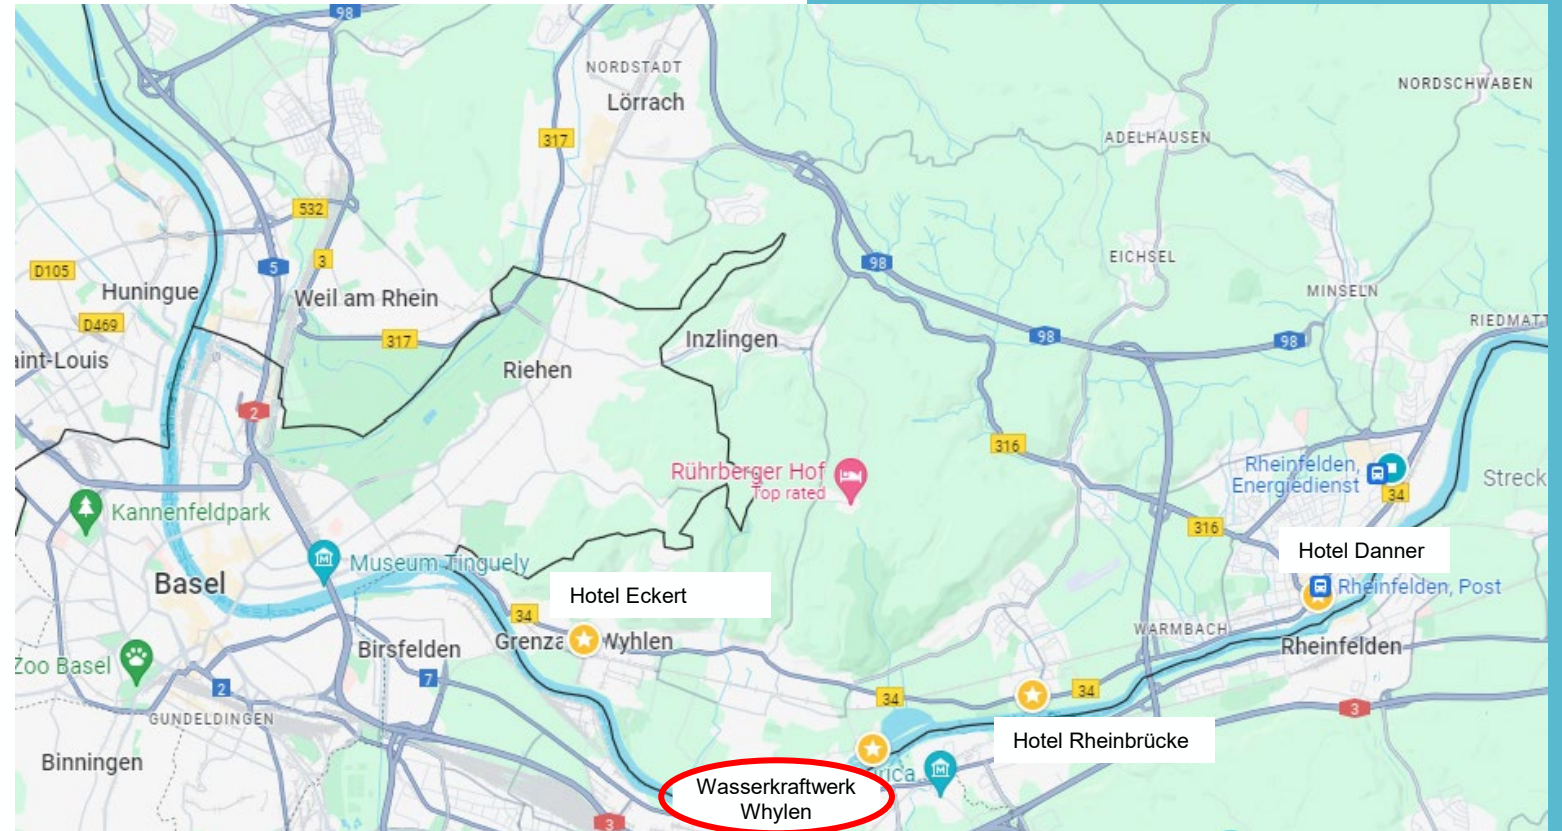 98
NORDSTADT
Lörrach
NORDSCHWABEN
317
ADELHAUSEN
532
D105
5
3
98
EICHSEL
Huningue
Weil am Rhein
MINSELN
D469
RIEDMATT
317
98
98
Inzlingen
aint-Louis
Riehen
2
316
Rührberger Hof
Top rated
Rheinfelden,
Energiedienst
Streck
34
Kannenfeldpark
316
Hotel Danner
Museum Tinguely
Basel
Hotel Eckert
Rheinfelden, Post
34
WARMBACH
Grenza
Wyhlen
Birsfelden
Rheinfelden
Zoo Basel
7
2
34
34
3
GUNDELDINGEN
Hotel Rheinbrücke
Binningen
rica
Wasserkraftwerk
Whylen
3